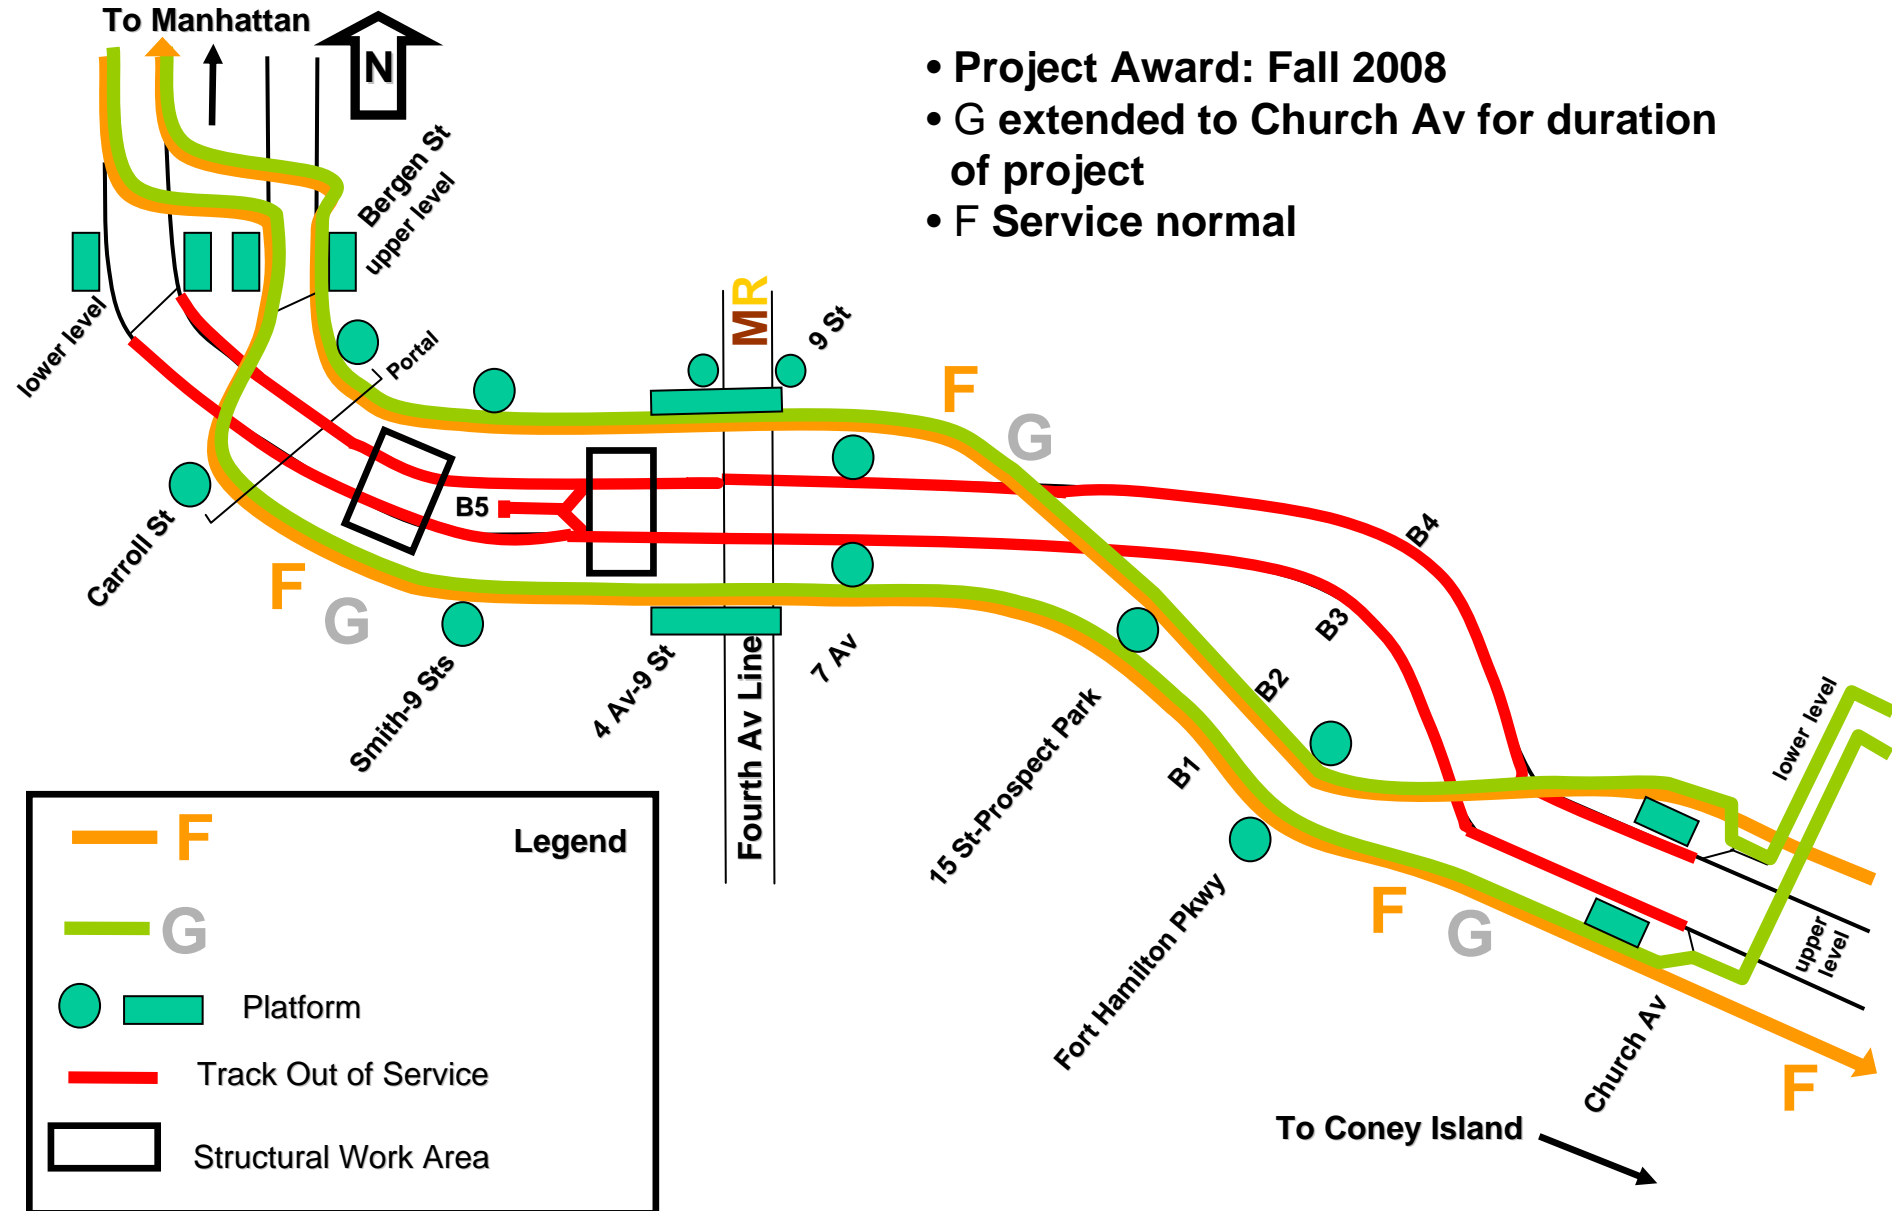 To Manhattan
N
• Project Award: Fall 2008
• G extended to Church Av for duration
of project
• F Service normal
Bergen St
upper level
lower level
Portal
M R
9 St
F
G
B5
Carroll St
F
G
Smith-9 Sts
4 Av-9 St
Fourth Av Line
7 Av
B4
B3
B2
B1
15 St-Prospect Park
Fort Hamilton Pkwy
lower level
upper
level
F
G
Church Av
F
To Coney Island
Legend
F
G
Platform
Track Out of Service
Structural Work Area